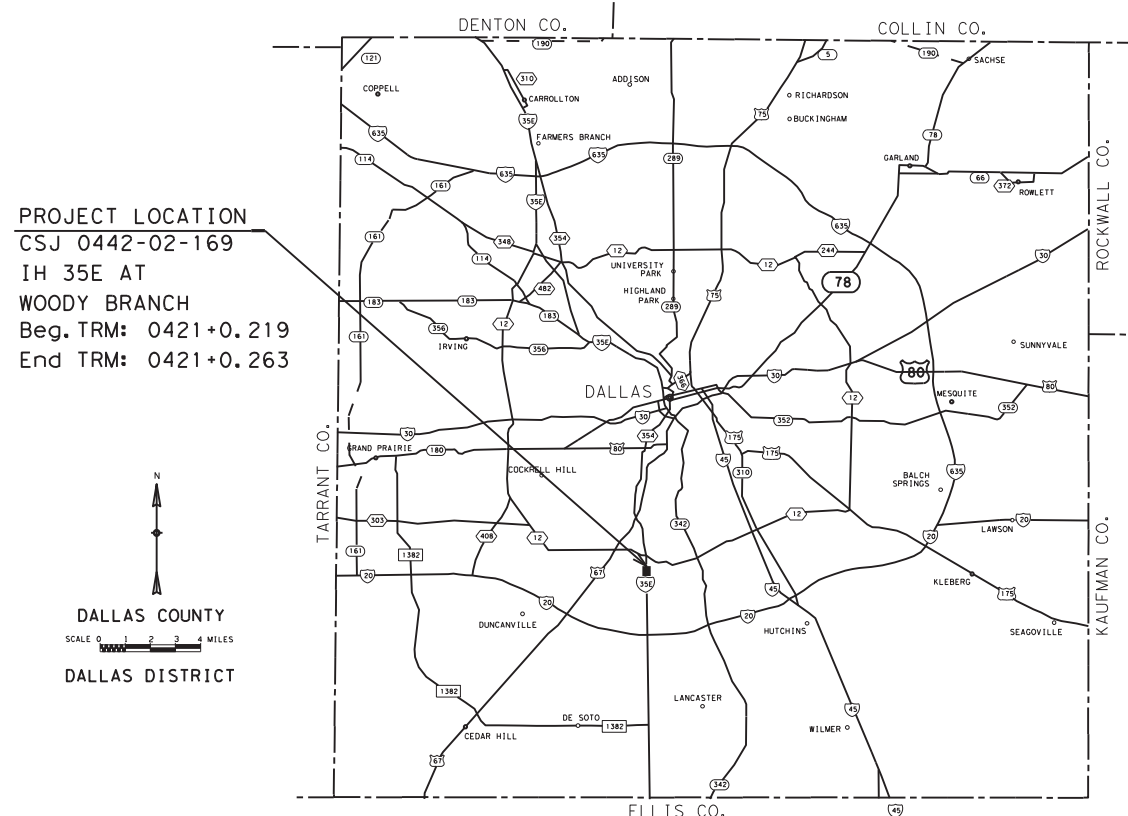 DENTON CO.
COLLIN CO.
190
121
310
5
190
SACHSE
COPPELL
ADDISON
CARROLLTON
RICHARDSON
35E
75
BUCKINGHAM
635
FARMERS BRANCH
78
114
635
289
GARLAND
635
161
66
372
ROWLETT
ROCKWALL CO.
35E
PROJECT LOCATION
CSJ 0442-02-169
IH 35E AT
WOODY BRANCH
Beg. TRM: 0421+0.219
End TRM: 0421+0.263
161
348
354
12
635
244
30
114
UNIVERSITY
PARK
12
78
482
HIGHLAND
PARK
75
183
183
289
183
12
356
161
IRVING
356
35E
SUNNYVALE
366
30
80
80
DALLAS
MESQUITE
12
352
352
30
30
354
175
GRAND PRAIRIE
180
80
175
45
310
COCKRELL HILL
BALCH
SPRINGS
635
TARRANT CO.
N
303
342
12
LAWSON
20
12
408
20
161
1382
KAUFMAN CO.
20
67
35E
45
KLEBERG
175
20
20
DALLAS COUNTY
DUNCANVILLE
HUTCHINS
SEAGOVILLE
SCALE 0 1 2 3 4 MILES
DALLAS DISTRICT
1382
LANCASTER
45
DE SOTO
1382
CEDAR HILL
WILMER
67
342
ELLIS CO.
45